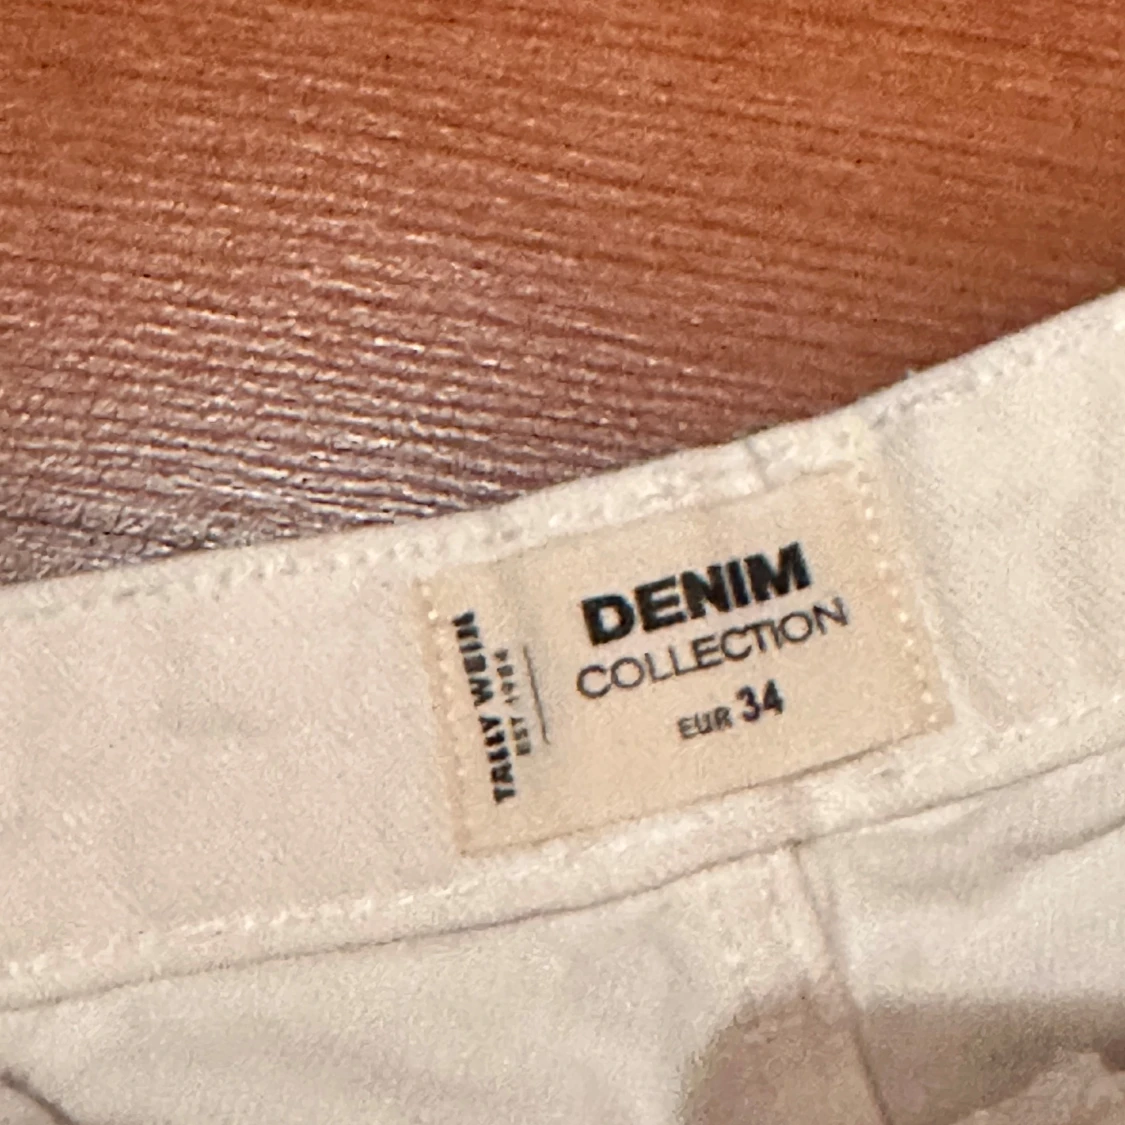 TALLY WEIJL
EST 1984
DENIM
COLLECTION
EUR 34